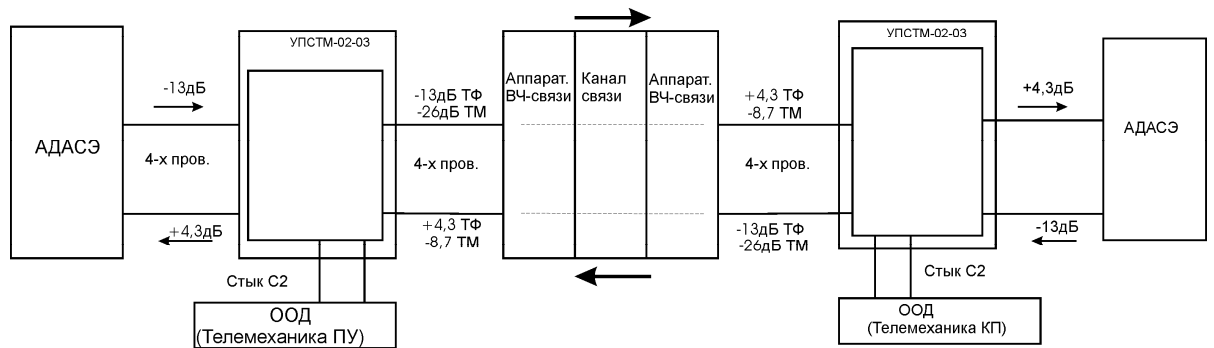 УПСТМ-02-03
УПСТМ-02-03
Аппарат.
ВЧ-связи
Канал
связи
Аппарат.
ВЧ-связи
-13дБ
-13дБ ТФ
-26дБ ТМ
+4,3 ТФ
-8,7 ТМ
+4,3дБ
АДАСЭ
АДАСЭ
4-х пров.
4-х пров.
4-х пров.
+4,3дБ
+4,3 ТФ
-8,7 ТМ
-13дБ ТФ
-26дБ ТМ
-13дБ
Стык С2
Стык С2
ООД
(Телемеханика ПУ)
ООД
(Телемеханика КП)